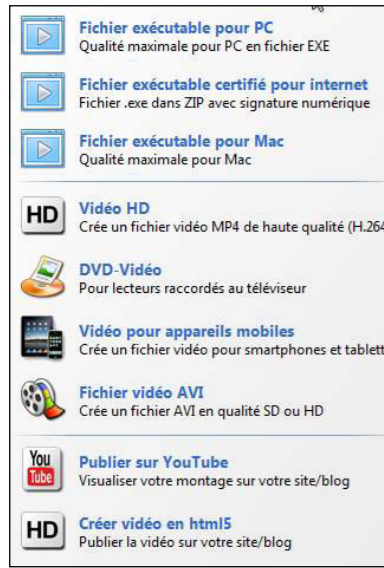 Fichier exécutable pour PC
Qualité maximale pour PC en fichier EXE
Fichier exécutable certifié pour internet
Fichier .exe dans ZIP avec signature numérique
Fichier exécutable pour Mac
Qualité maximale pour Mac
HD
Vidéo HD
Crée un fichier vidéo MP4 de haute qualité (H.264
DVD-Vidéo
Pour lecteurs raccordés au téléviseur
Vidéo pour appareils mobiles
Crée un fichier vidéo pour smartphones et tablett
Fichier vidéo AVI
Crée un fichier AVI en qualité SD ou HD
You
Tube
Publier sur YouTube
Visualiser votre montage sur votre site/blog
HD
Créer vidéo en html5
Publier la vidéo sur votre site/blog